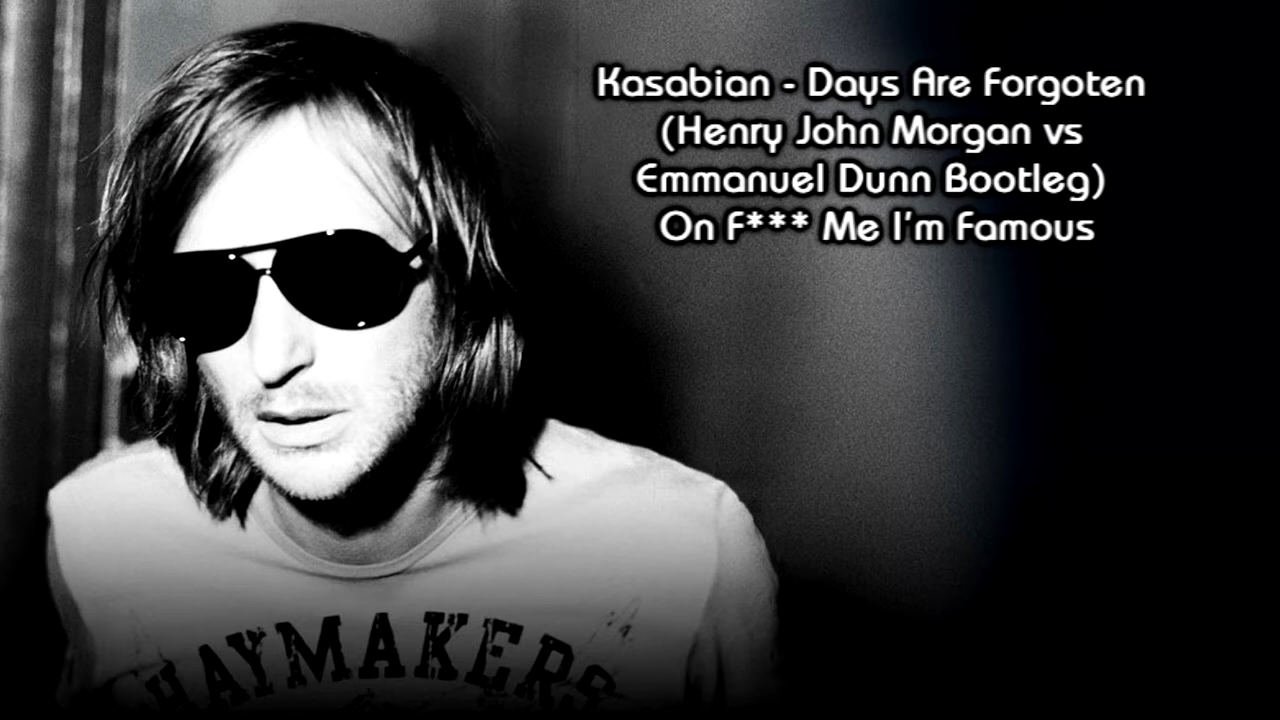 Kasabian - Days Are Forgoten
(Henry John Morgan vs
Emmanuel Dunn Bootleg)
On F*** Me I'm Famous
HAYMAKERS